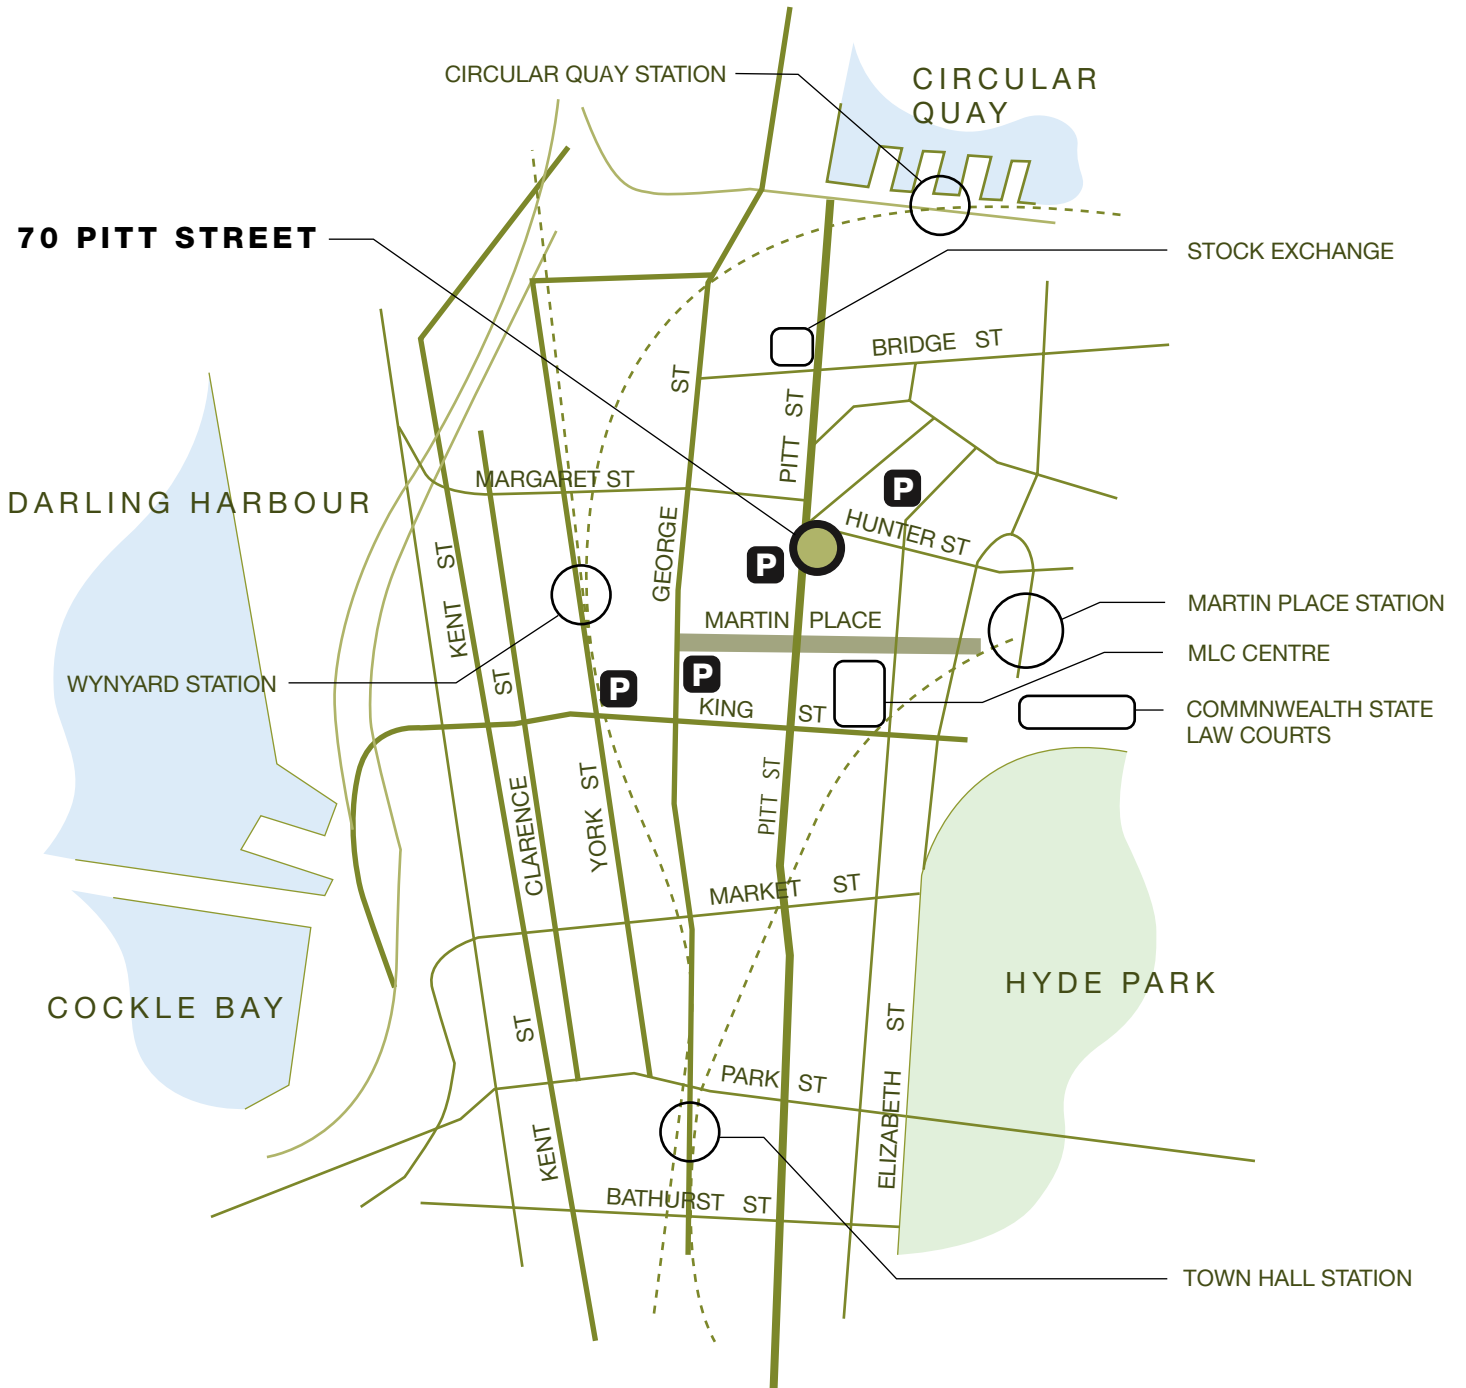 CIRCULAR QUAY STATION
CIRCULAR
QUAY
70 PITT STREET
STOCK EXCHANGE
BRIDGE ST
ST
PITT ST
MARGARET ST
DARLING HARBOUR
P
HUNTER ST
GEORGE
KENT ST
P
MARTIN PLACE
MARTIN PLACE STATION
MLC CENTRE
WYNYARD STATION
P
P
KING ST
COMMNWEALTH STATE
LAW COURTS
CLARENCE ST
YORK ST
PITT ST
MARKET ST
HYDE PARK
COCKLE BAY
KENT ST
ELIZABETH ST
PARK ST
BATHURST ST
TOWN HALL STATION